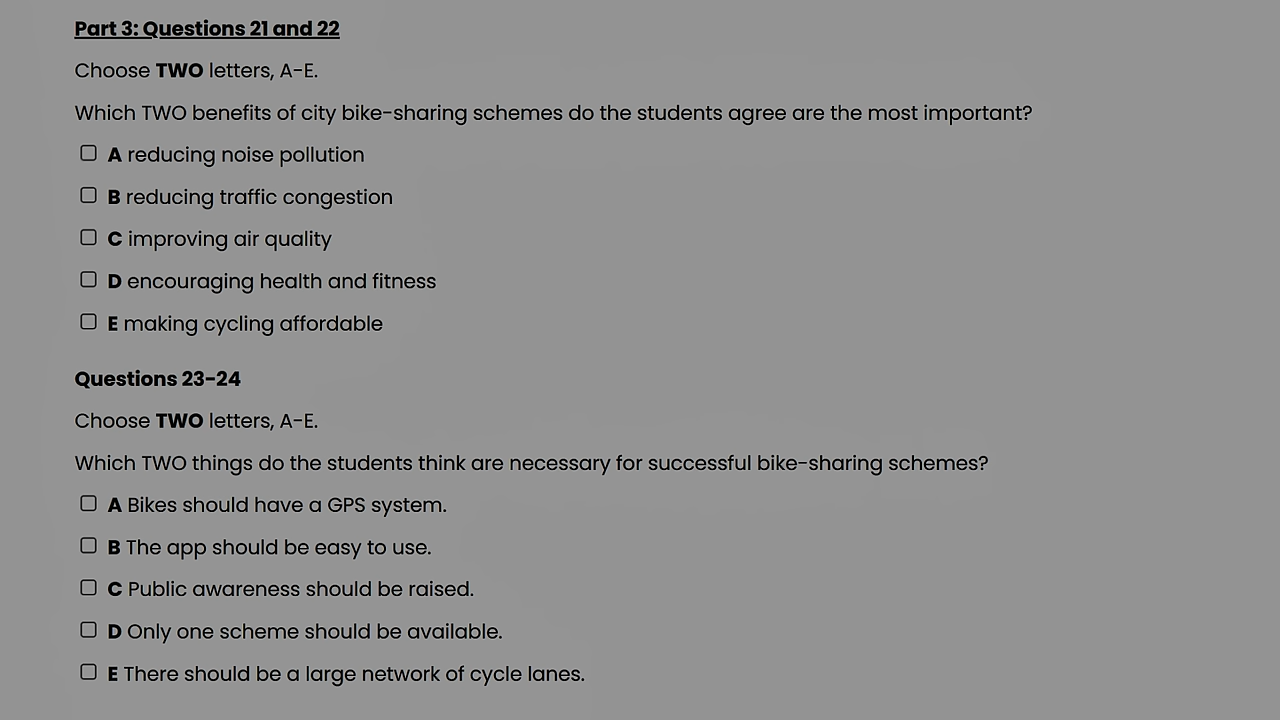 Part 3: Questions 21 and 22
Choose TWO letters, A-E.
Which TWO benefits of city bike-sharing schemes do the students agree are the most important?
A reducing noise pollution
B reducing traffic congestion
C improving air quality
D encouraging health and fitness
E making cycling affordable
Questions 23-24
Choose TWO letters, A-E.
Which TWO things do the students think are necessary for successful bike-sharing schemes?
A Bikes should have a GPS system.
B The app should be easy to use.
C Public awareness should be raised.
D Only one scheme should be available.
E There should be a large network of cycle lanes.